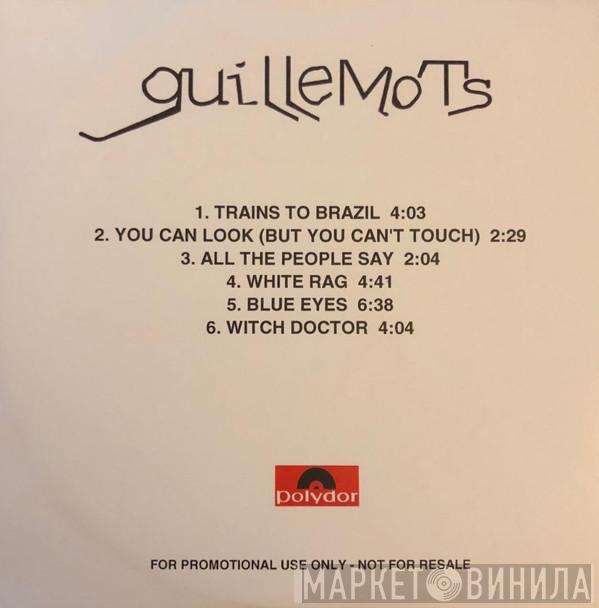 guillemots
1. TRAINS TO BRAZIL 4:03
2. YOU CAN LOOK (BUT YOU CAN'T TOUCH) 2:29
3. ALL THE PEOPLE SAY 2:04
4. WHITE RAG 4:41
5. BLUE EYES 6:38
6. WITCH DOCTOR 4:04
polydor
FOR PROMOTIONAL USE ONLY - NOT FOR RESALE
МАРКЕТ ВИНИЛА